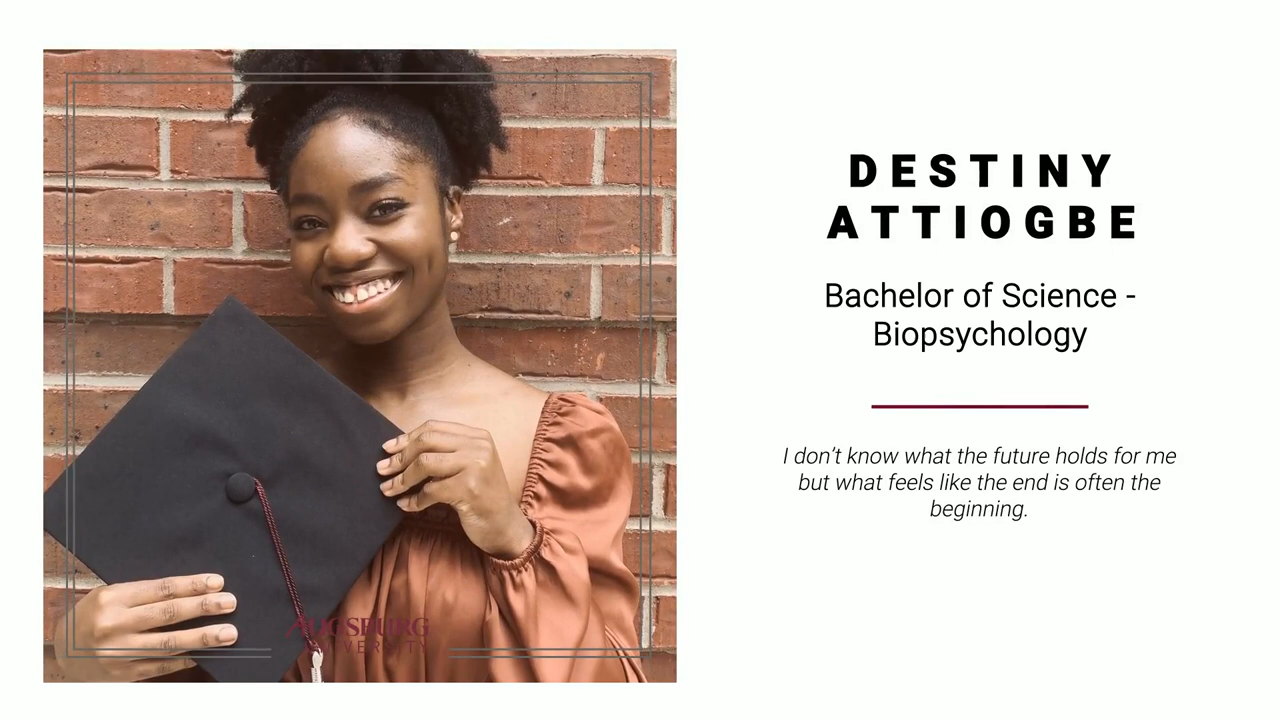 DESTINY
ATTIOGBE
Bachelor of Science -
Biopsychology
I don’t know what the future holds for me
but what feels like the end is often the
beginning.
AUGSBURG
UNIVERSITY